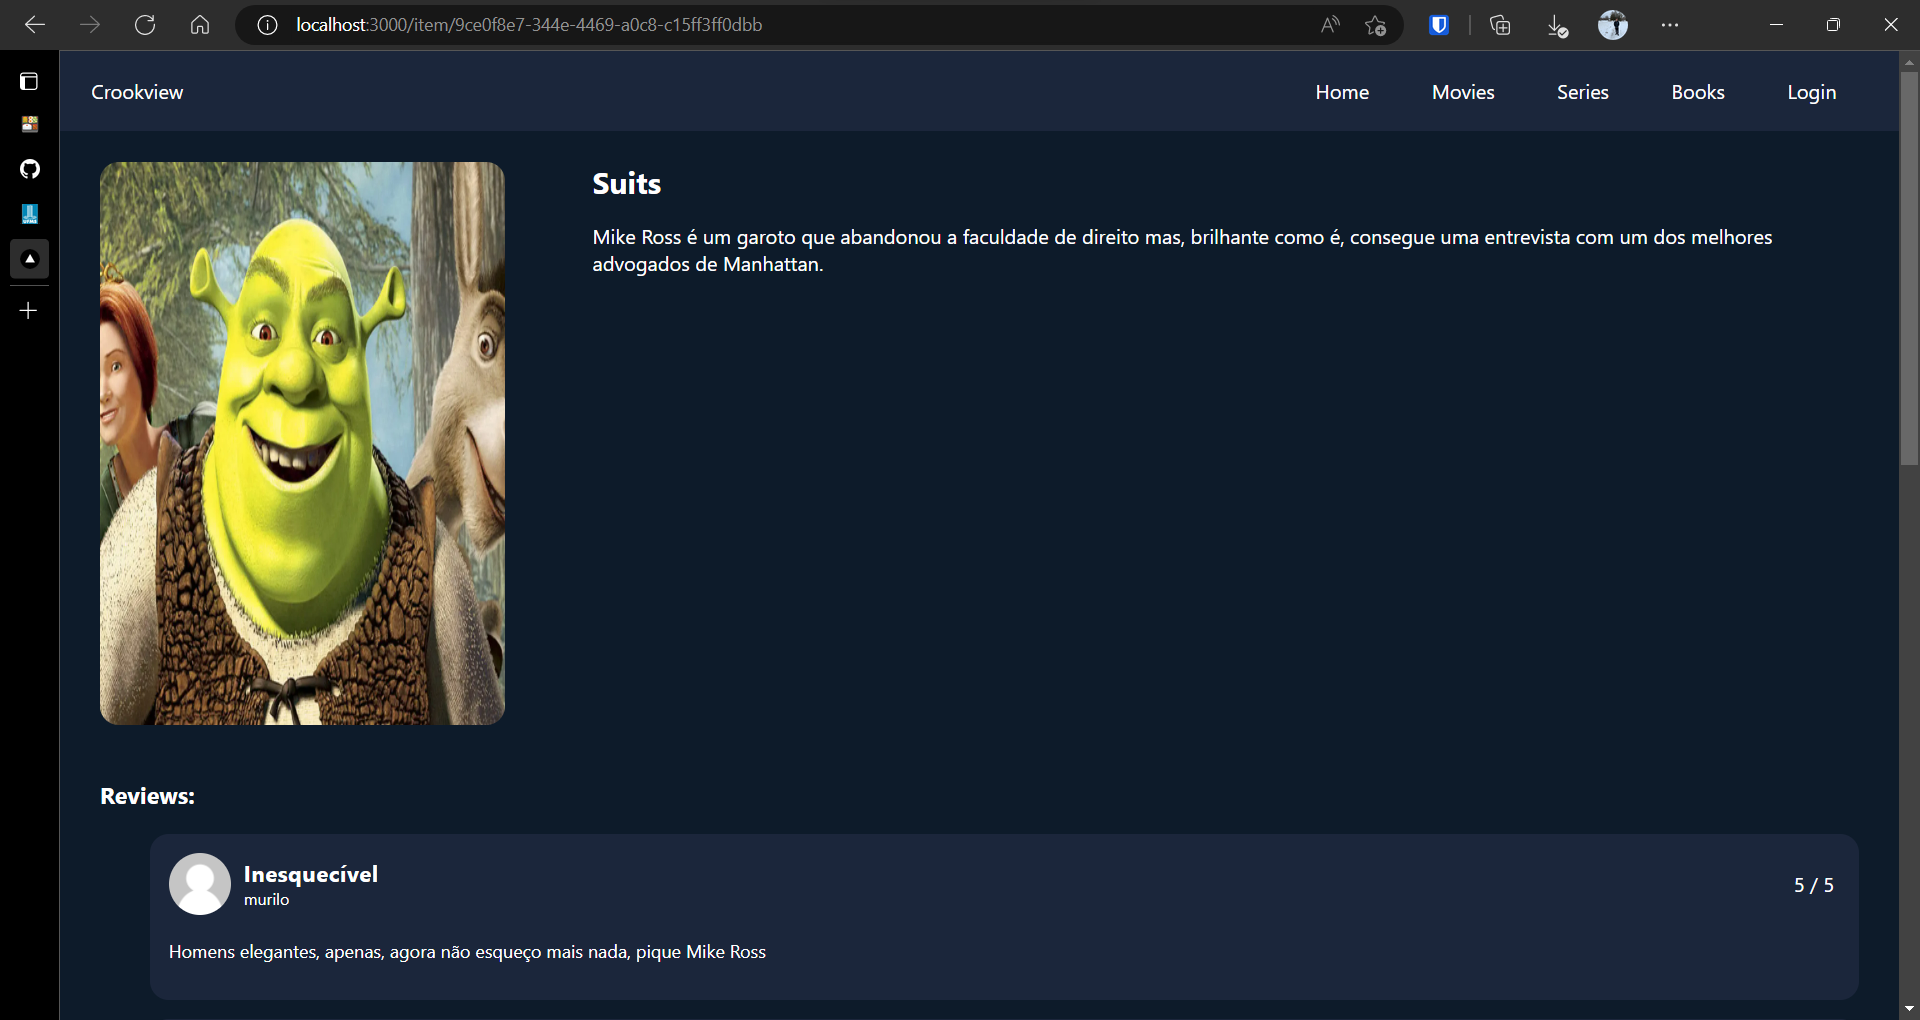 localhost:3000/item/9ce0f8e7-344e-4469-a0c8-c15ff3ff0dbb
Crookview
Home
Movies
Series
Books
Login
Suits
Mike Ross é um garoto que abandonou a faculdade de direito mas, brilhante como é, consegue uma entrevista com um dos melhores
advogados de Manhattan.
Reviews:
Inesquecível
murilo
5 / 5
Homens elegantes, apenas, agora não esqueço mais nada, pique Mike Ross